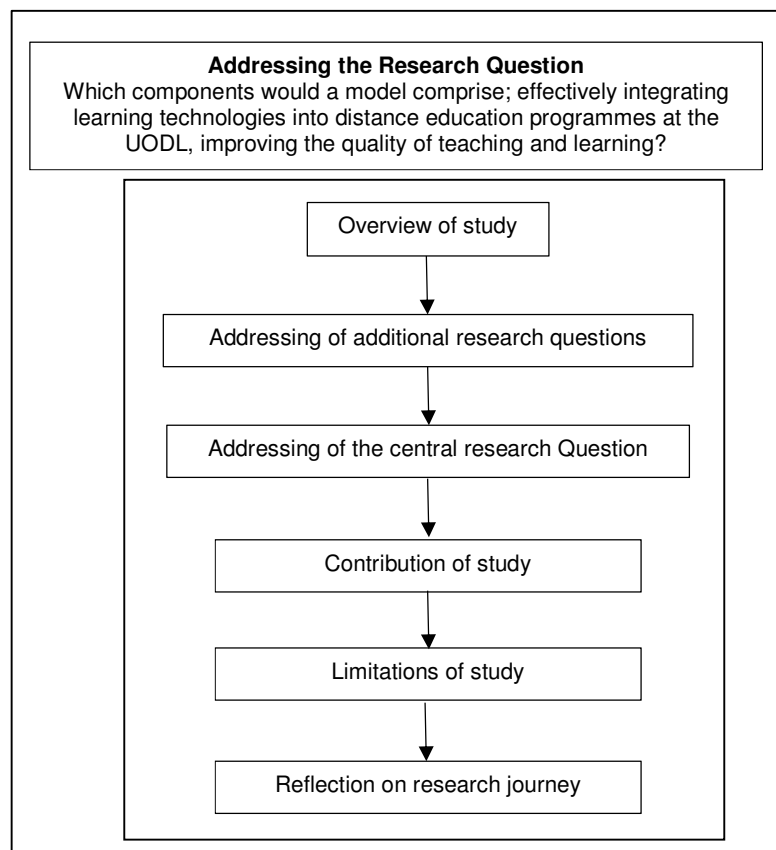 Addressing the Research Question
Which components would a model comprise; effectively integrating
learning technologies into distance education programmes at the
UODL, improving the quality of teaching and learning?
Overview of study
Addressing of additional research questions
Addressing of the central research Question
Contribution of study
Limitations of study
Reflection on research journey